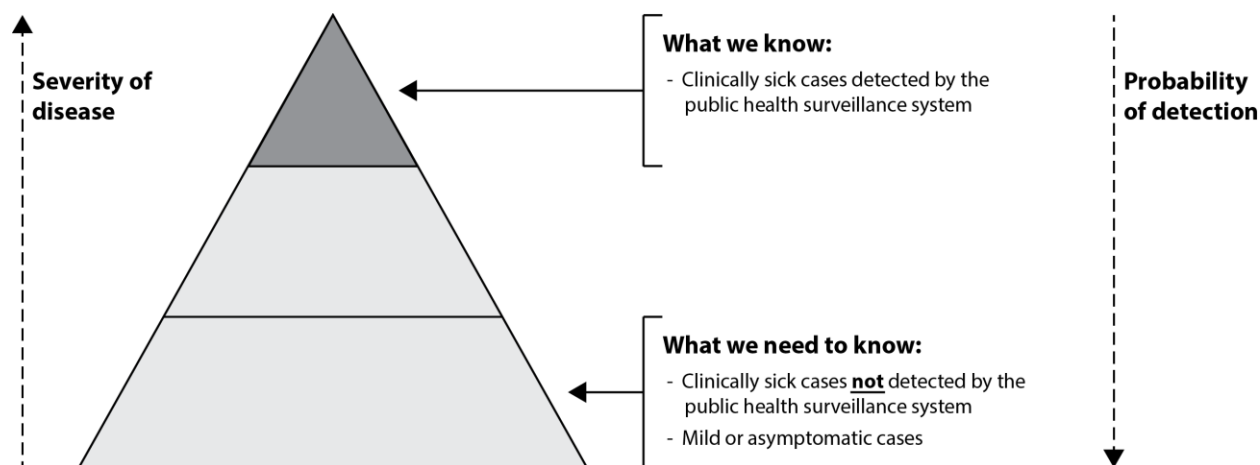 Severity of
disease
What we know:
- Clinically sick cases detected by the
public health surveillance system
Probability
of detection
What we need to know:
- Clinically sick cases not detected by the
public health surveillance system
- Mild or asymptomatic cases